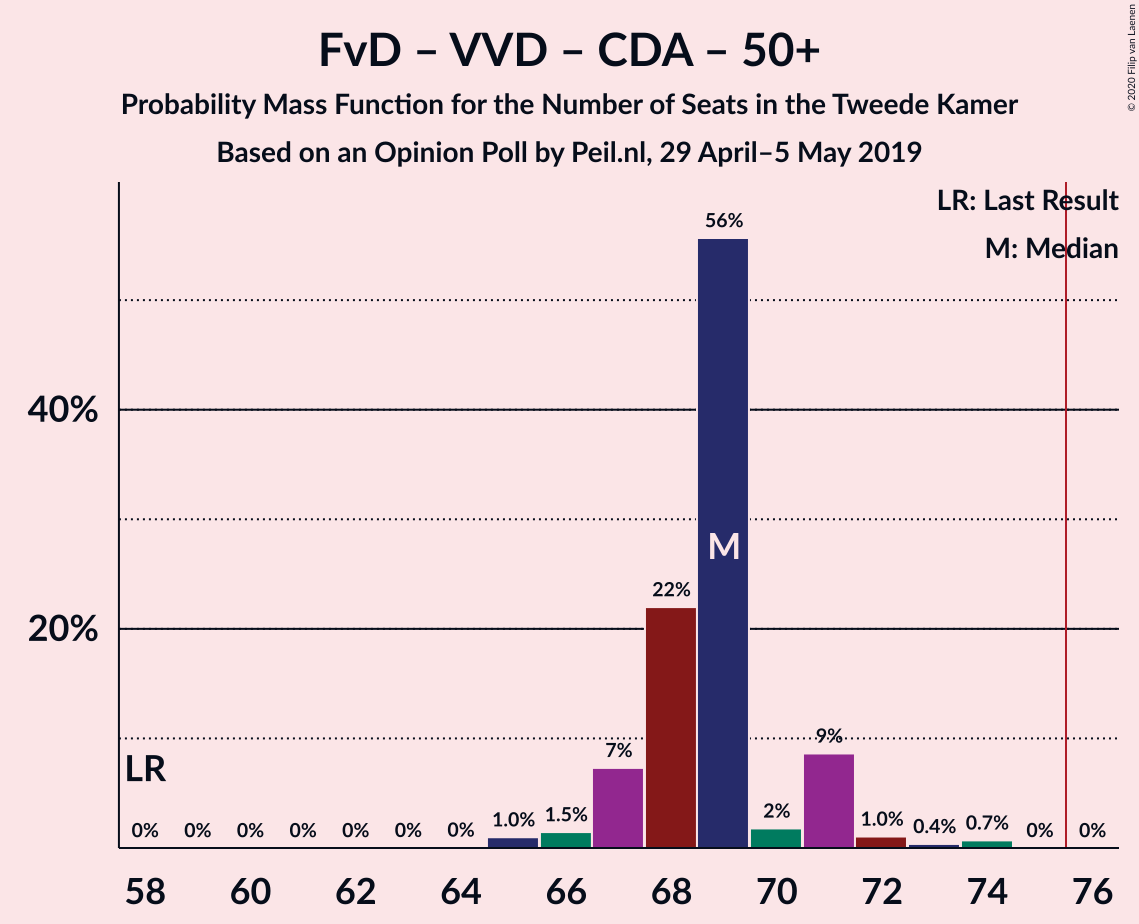 FvD – VVD – CDA – 50+
Probability Mass Function for the Number of Seats in the Tweede Kamer
Based on an Opinion Poll by Peil.nl, 29 April–5 May 2019
© 2020 Filip van Laenen
LR: Last Result
M: Median
40%
20%
LR
M
0% 0% 0% 0% 0% 0% 0% 1.0% 1.5% 7% 22% 56% 2% 9% 1.0% 0.4% 0.7% 0% 0%
58 60 62 64 66 68 70 72 74 76